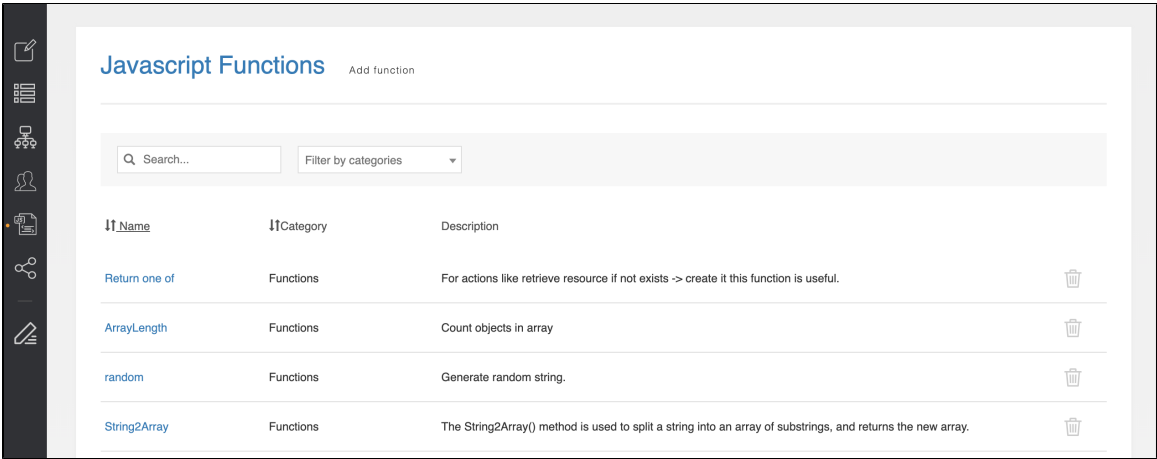 Javascript Functions Add function
Search... Filter by categories
Name Category Description
Return one of Functions For actions like retrieve resource if not exists -> create it this function is useful.
ArrayLength Functions Count objects in array
random Functions Generate random string.
String2Array Functions The String2Array() method is used to split a string into an array of substrings, and returns the new array.